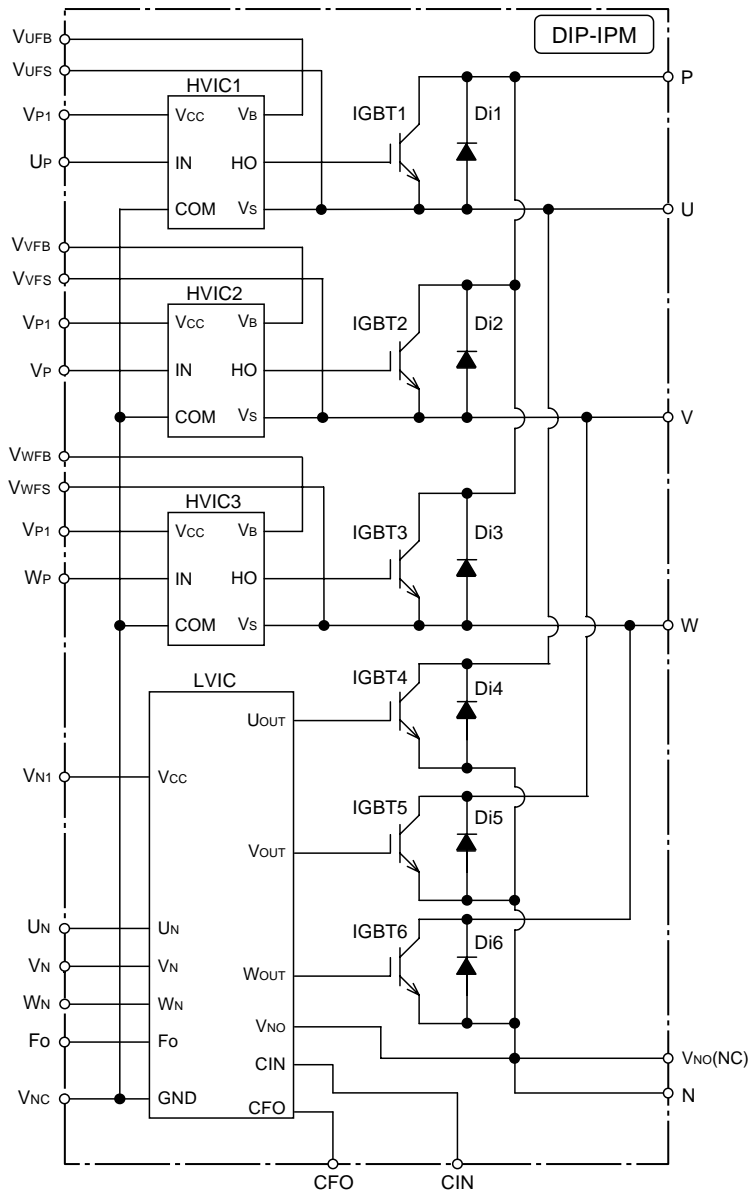 DIP-IPM
VUFB
VUFS
HVIC1
VP1
VCC
VB
IGBT1
Di1
P
UP
IN
HO
COM
VS
U
VVFB
VVFS
HVIC2
VP1
VCC
VB
IGBT2
Di2
VP
IN
HO
COM
VS
V
VWFB
VWFS
HVIC3
VP1
VCC
VB
IGBT3
Di3
WP
IN
HO
COM
VS
W
LVIC
IGBT4
Di4
UOUT
VN1
VCC
IGBT5
Di5
VOUT
UN
UN
IGBT6
Di6
VN
VN
WOUT
WN
WN
Fo
Fo
VNO
VNO(NC)
CIN
VNC
GND
N
CFO
CFO
CIN